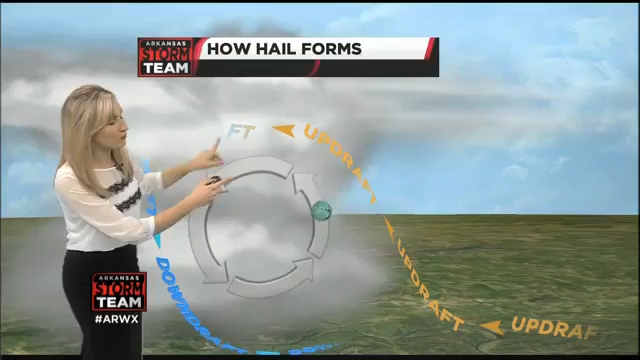 ARKANSAS
STORM
TEAM
HOW HAIL FORMS
FT
UPDRAFT
UPDRAFT
UPDRAF
DOWNDRAFT
ARKANSAS
STORM
TEAM
#ARWX